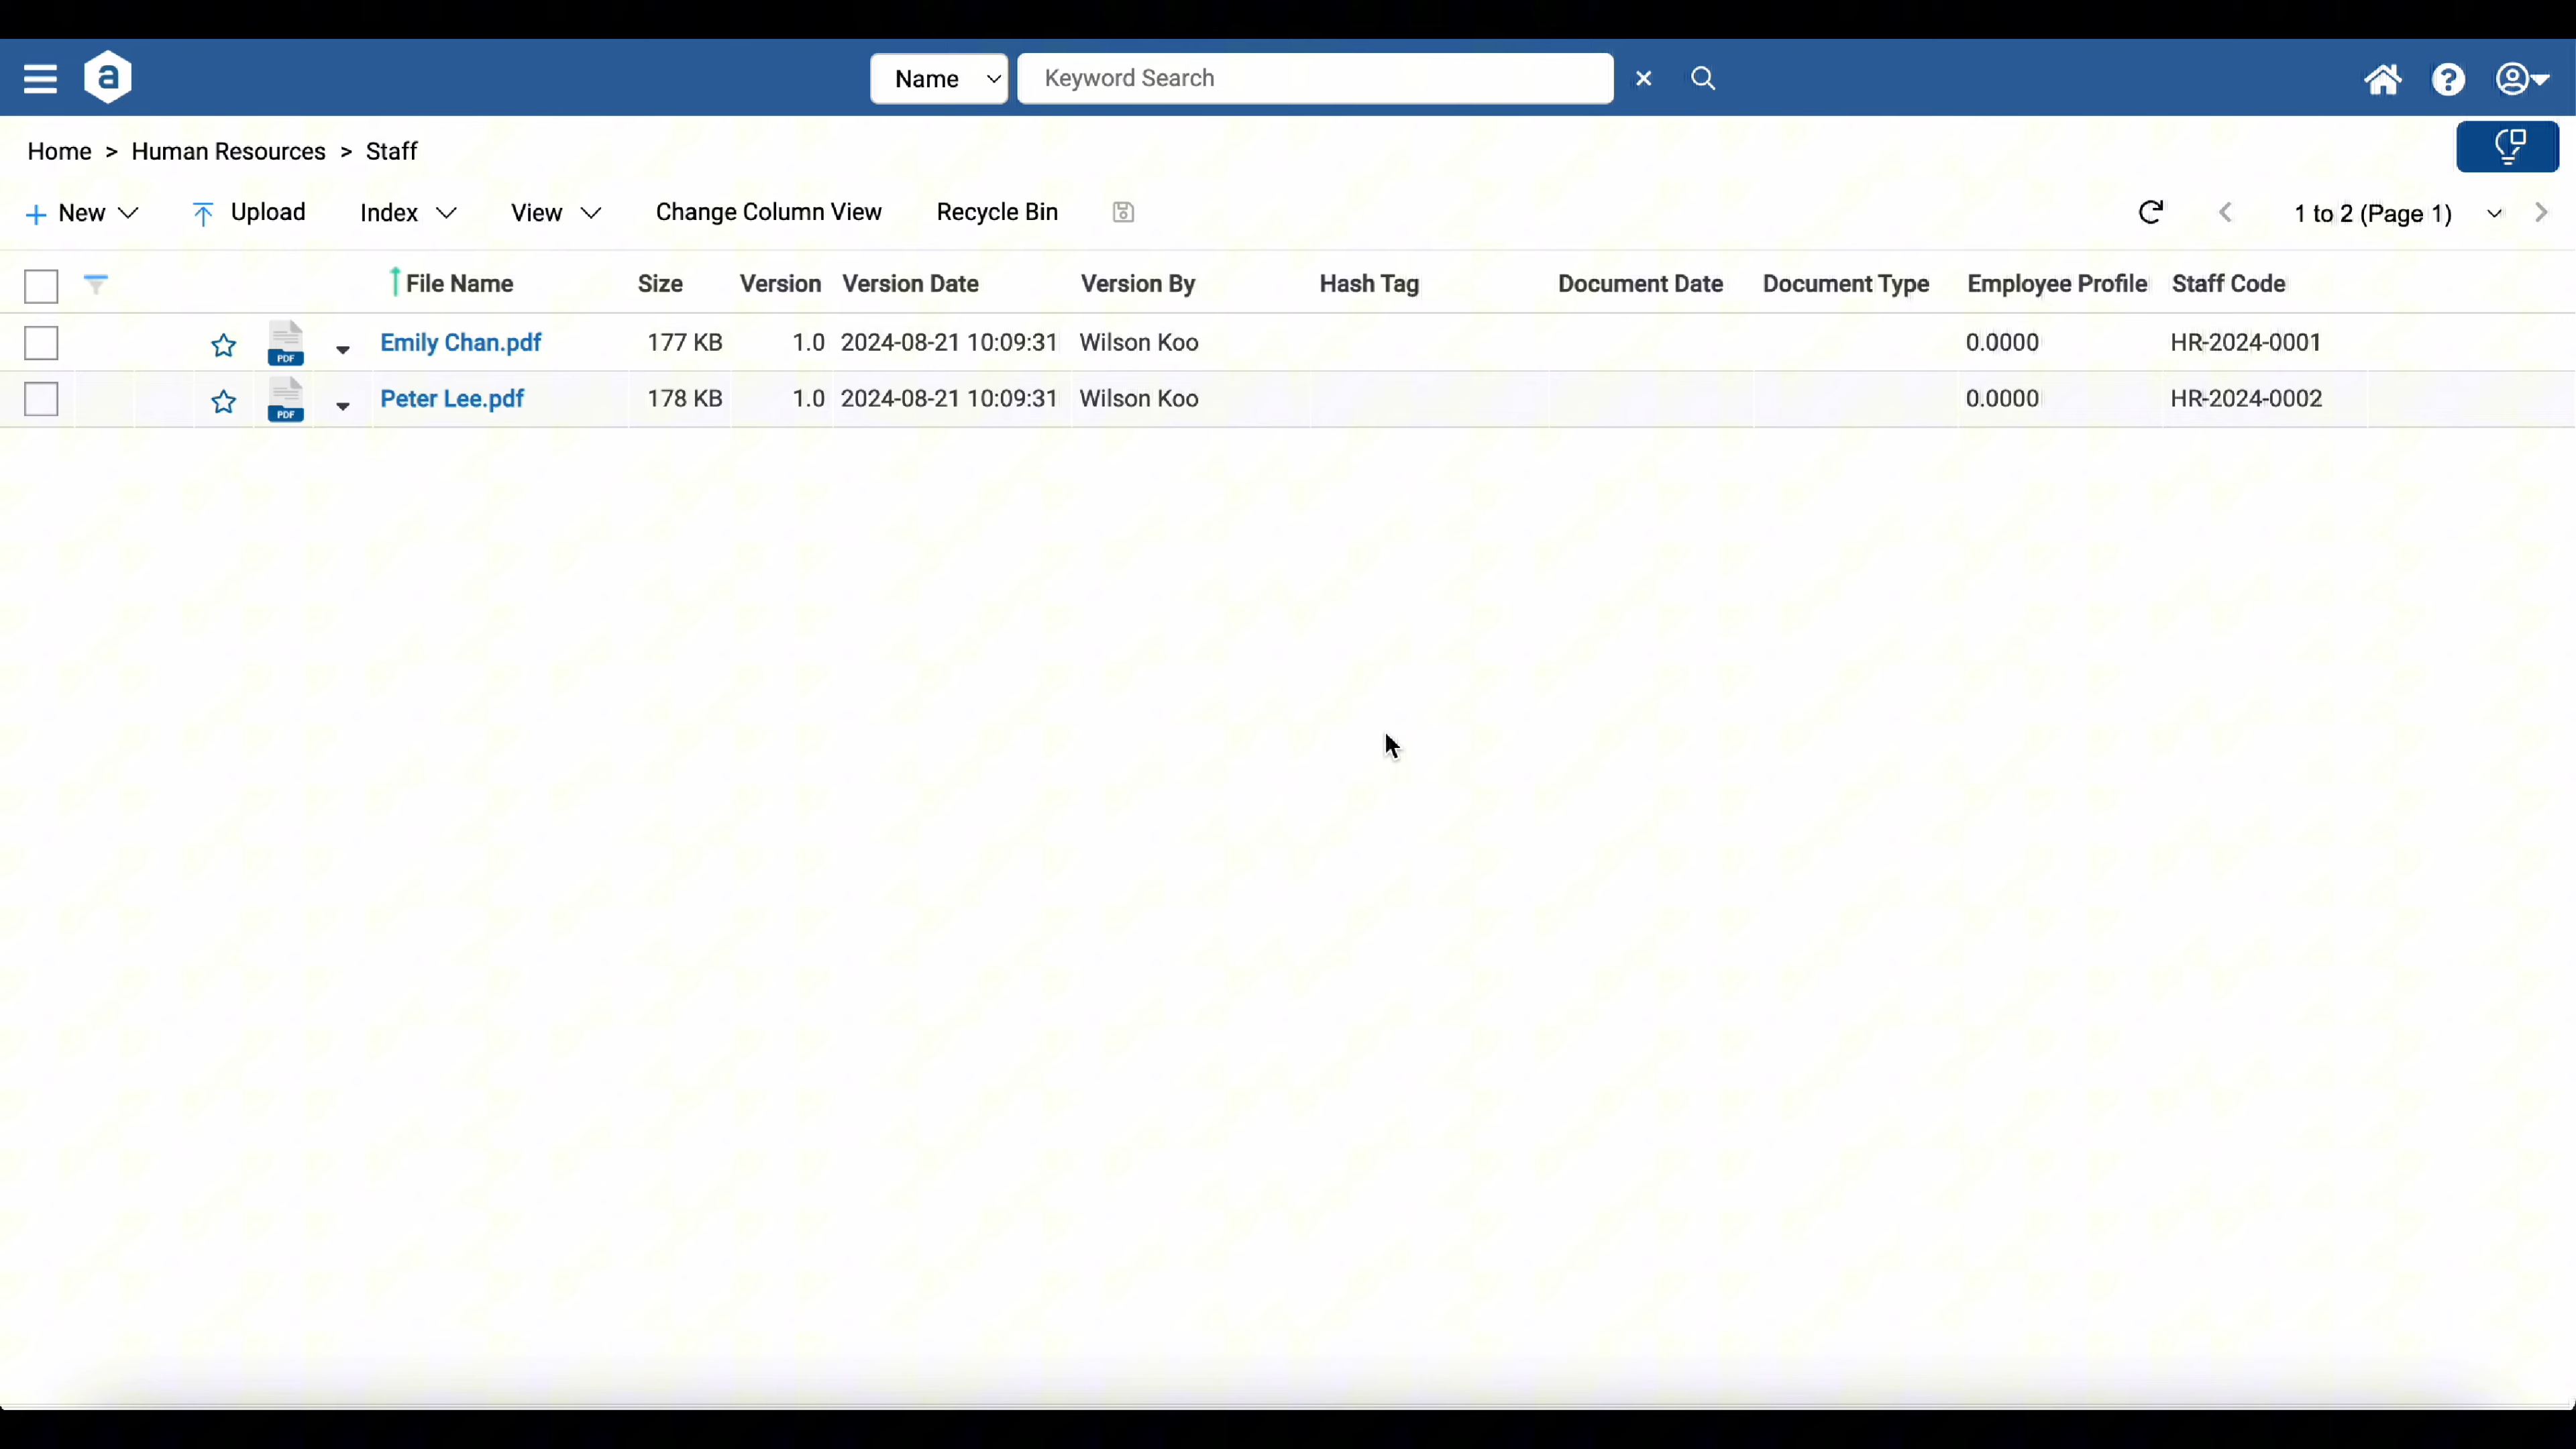 a Name Keyword Search
Home > Human Resources > Staff
New Upload Index View Change Column View Recycle Bin 1 to 2 (Page 1)
File Name Size Version Version Date Version By Hash Tag Document Date Document Type Employee Profile Staff Code
PDF Emily Chan.pdf 177 KB 1.0 2024-08-21 10:09:31 Wilson Koo 0.0000 HR-2024-0001
PDF Peter Lee.pdf 178 KB 1.0 2024-08-21 10:09:31 Wilson Koo 0.0000 HR-2024-0002